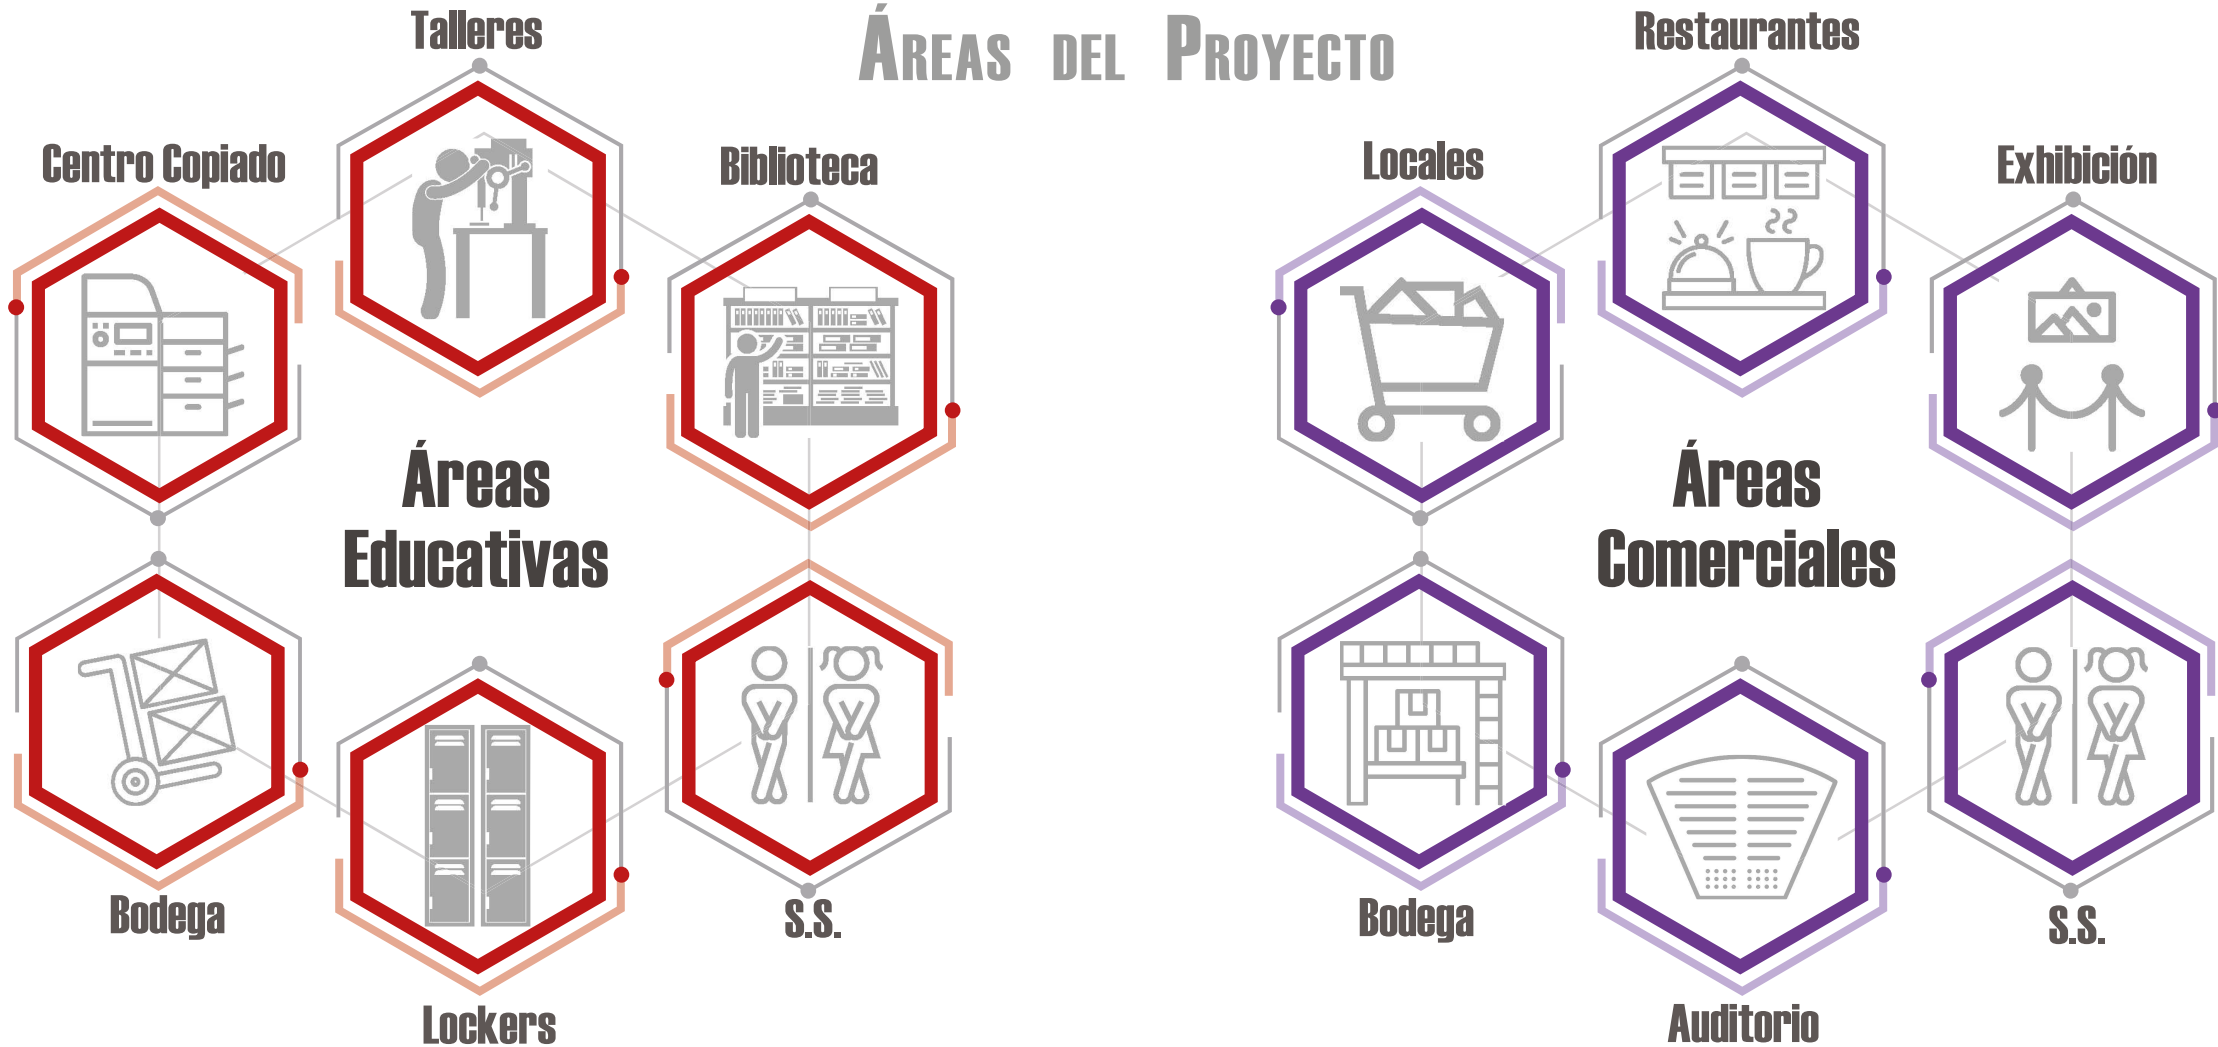 Áreas del Proyecto
Talleres
Centro Copiado
Biblioteca
Áreas
Educativas
Bodega
Lockers
S.S.
Restaurantes
Locales
Exhibición
Áreas
Comerciales
Bodega
Auditorio
S.S.